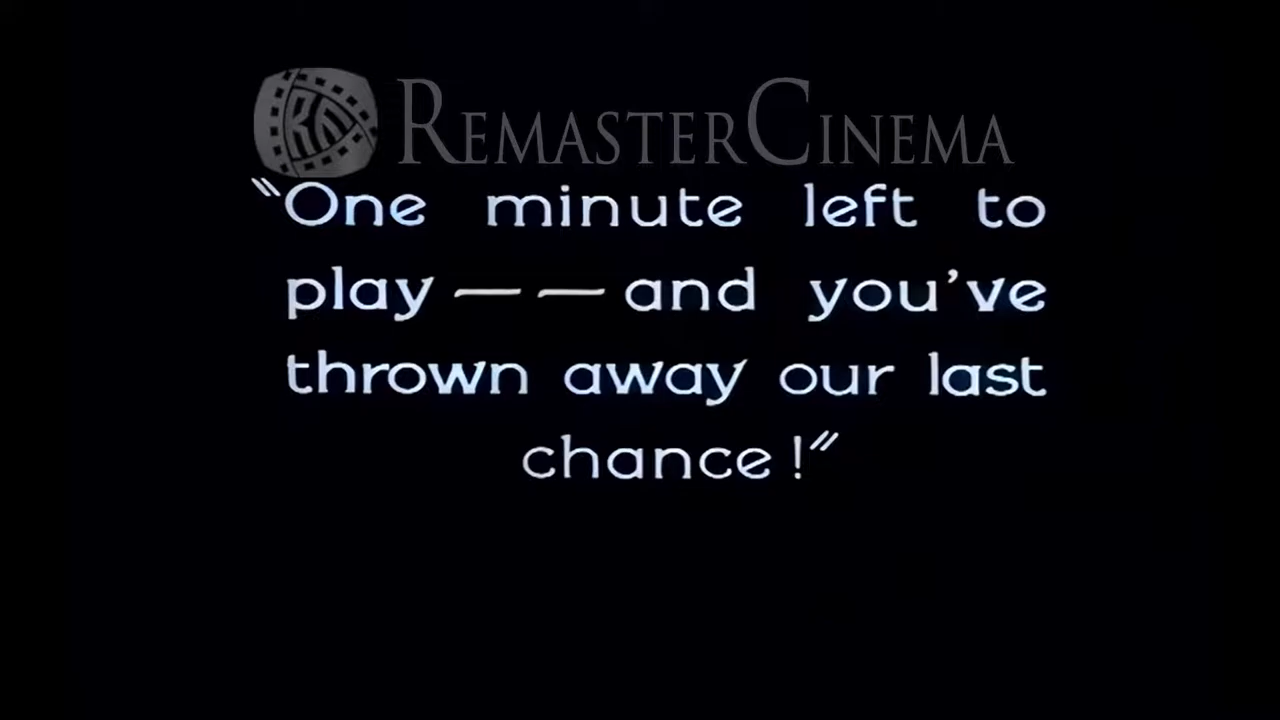 REMASTERCINEMA
"One minute left to
play — — and you've
thrown away our last
chance!"